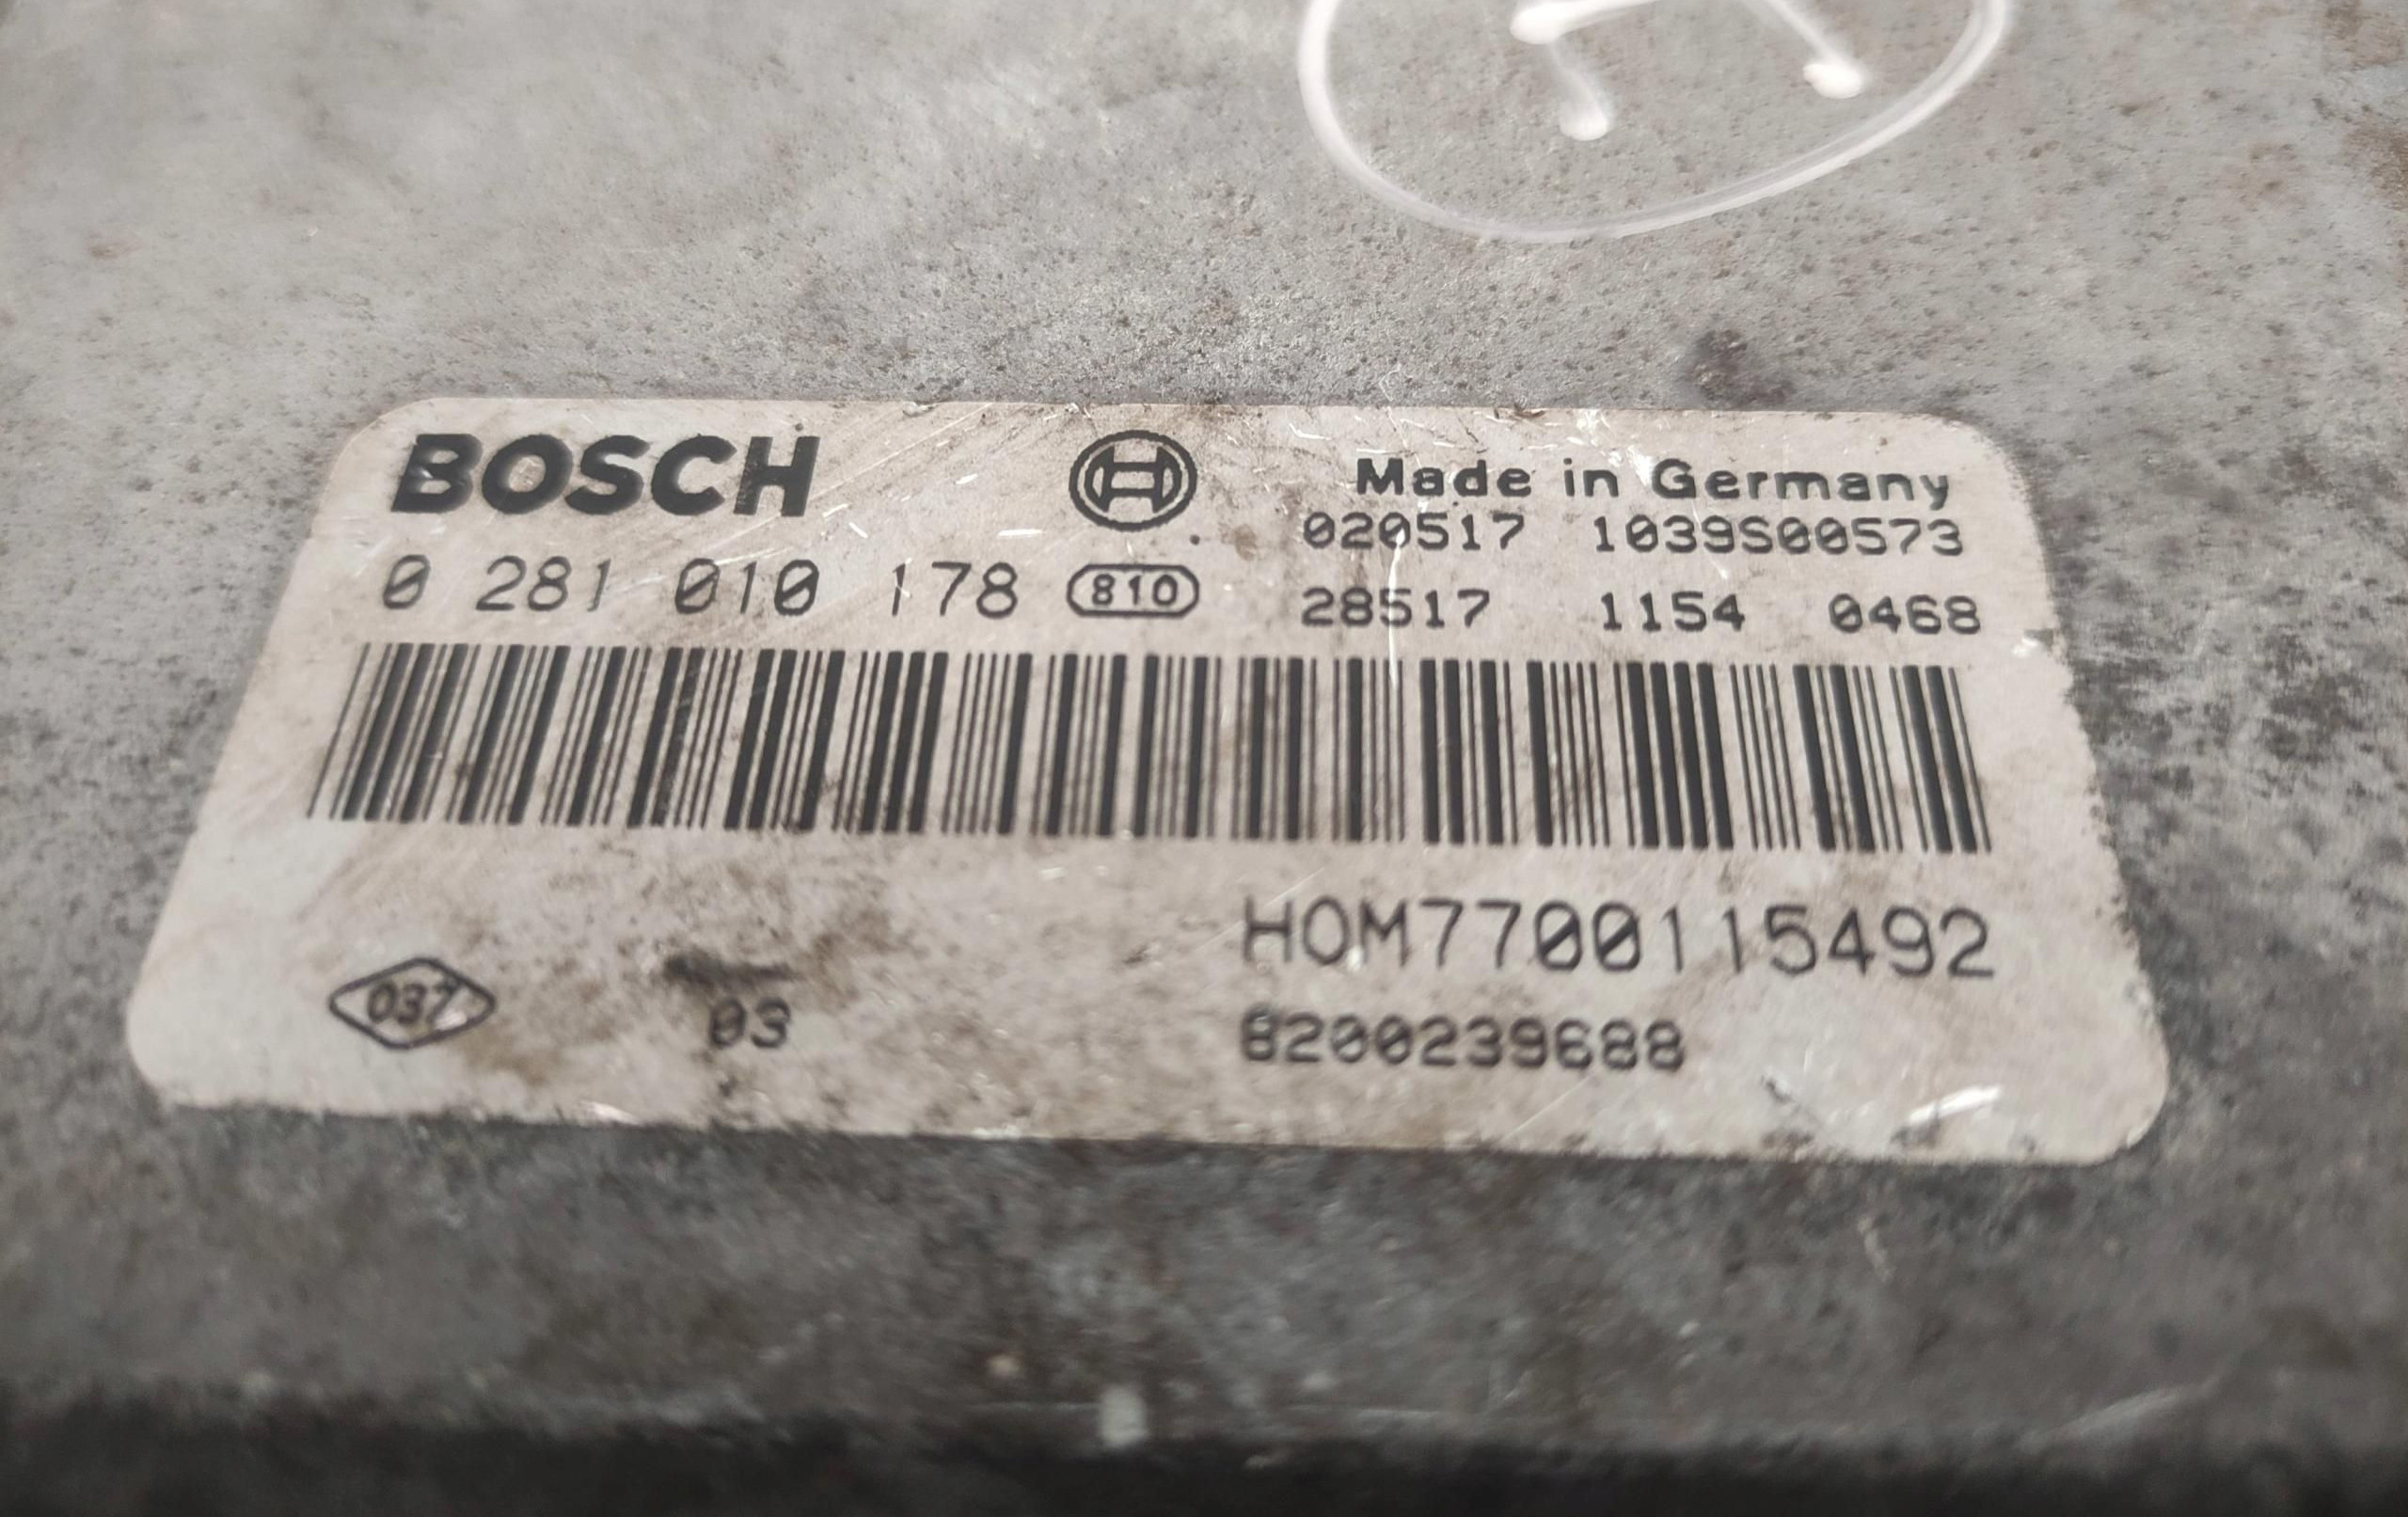 BOSCH
Made in Germany
020517 1039S00573
0 281 010 178 810
28517 1154 0468
HOM7700115492
037 03
8200239688